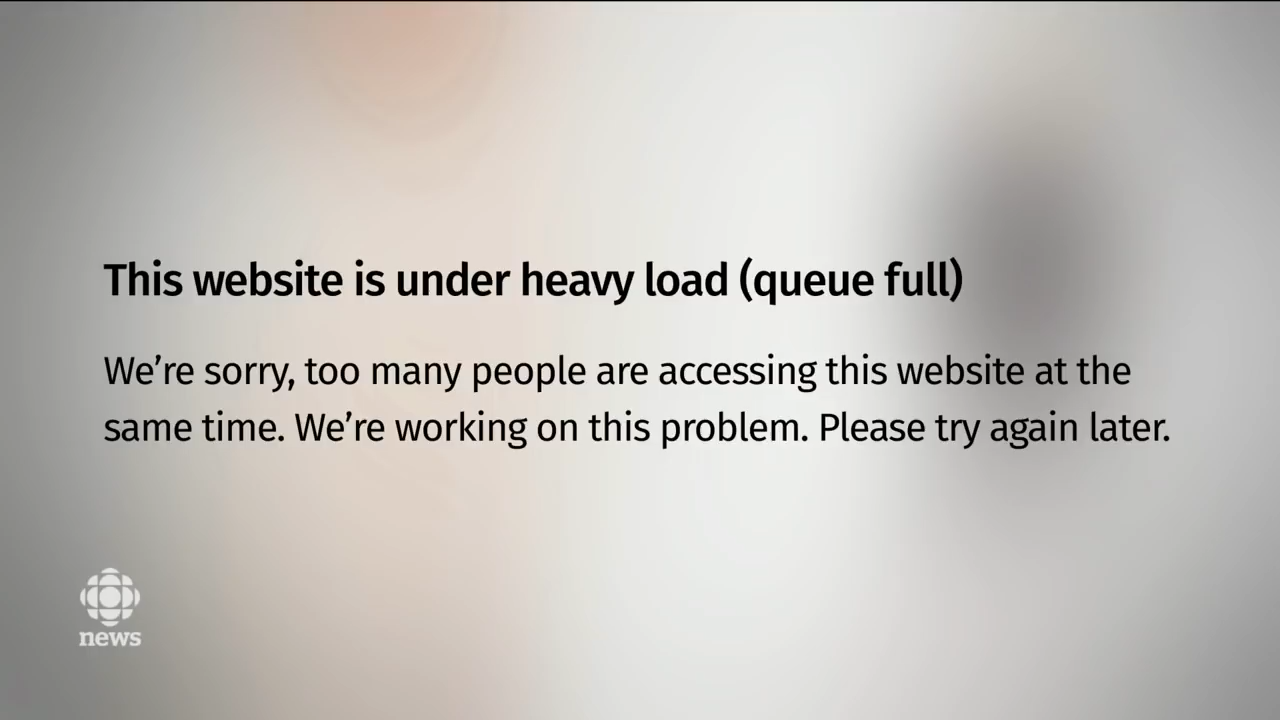 This website is under heavy load (queue full)
We’re sorry, too many people are accessing this website at the
same time. We’re working on this problem. Please try again later.
news